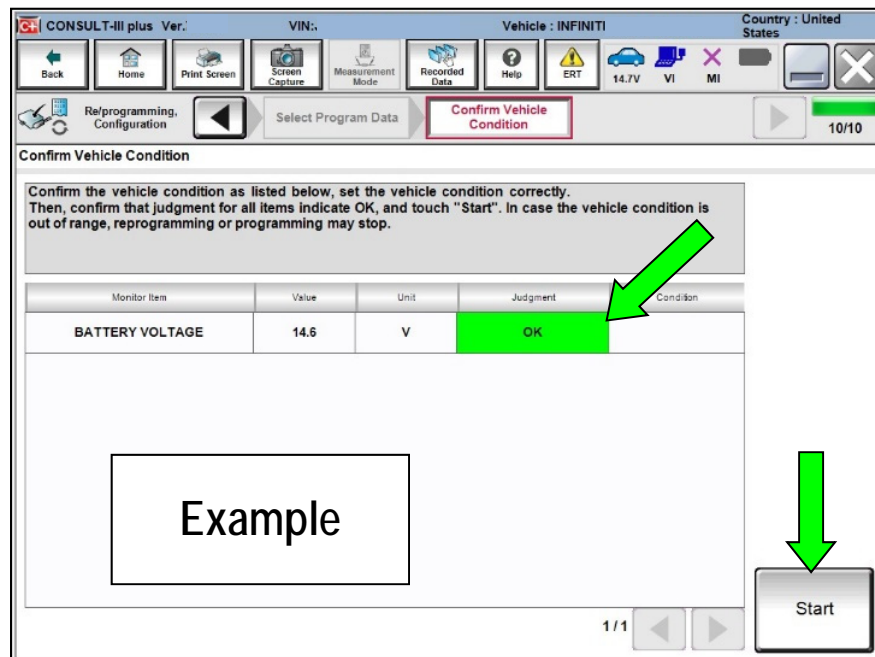 C+ CONSULT-III plus Ver.
VIN:
Vehicle : INFINITI
Country : United
States
Back
Home
Print Screen
Screen
Capture
Measurement
Mode
Recorded
Data
Help
ERT
14.7V
VI
MI
Re/programming,
Configuration
Select Program Data
Confirm Vehicle
Condition
10/10
Confirm Vehicle Condition
Confirm the vehicle condition as listed below, set the vehicle condition correctly.
Then, confirm that judgment for all items indicate OK, and touch "Start". In case the vehicle condition is
out of range, reprogramming or programming may stop.
Monitor Item Value Unit Judgment Condition
BATTERY VOLTAGE 14.6 V OK
Example
Start
1/1